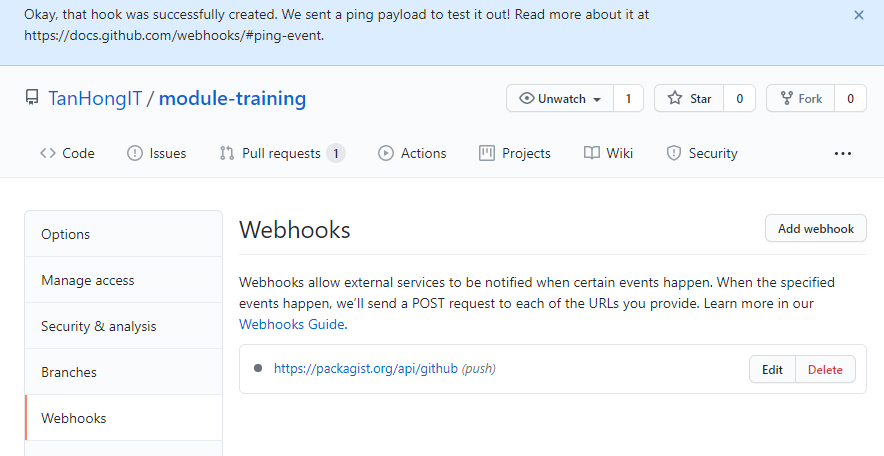 Okay, that hook was successfully created. We sent a ping payload to test it out! Read more about it at
https://docs.github.com/webhooks/#ping-event.
TanHongIT / module-training
Unwatch 1 Star 0 Fork 0
Code Issues Pull requests 1 Actions Projects Wiki Security
Options
Manage access
Security & analysis
Branches
Webhooks
Webhooks Add webhook
Webhooks allow external services to be notified when certain events happen. When the specified
events happen, we’ll send a POST request to each of the URLs you provide. Learn more in our
Webhooks Guide.
https://packagist.org/api/github (push) Edit Delete